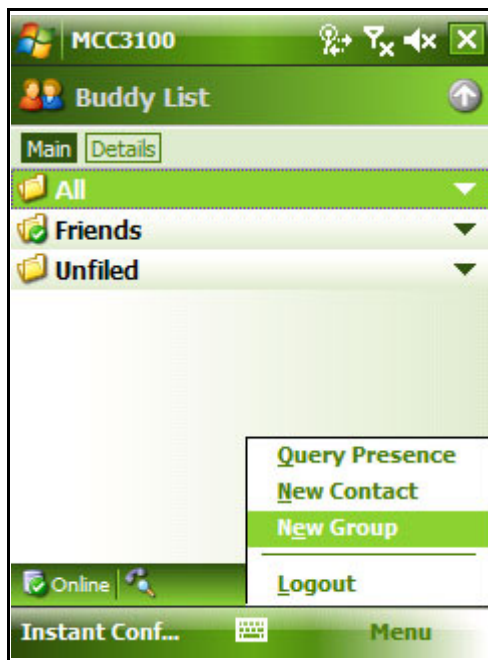 MCC3100
Buddy List
Main Details
All
Friends
Unfiled
Query Presence
New Contact
New Group
Logout
Online
Instant Conf... Menu